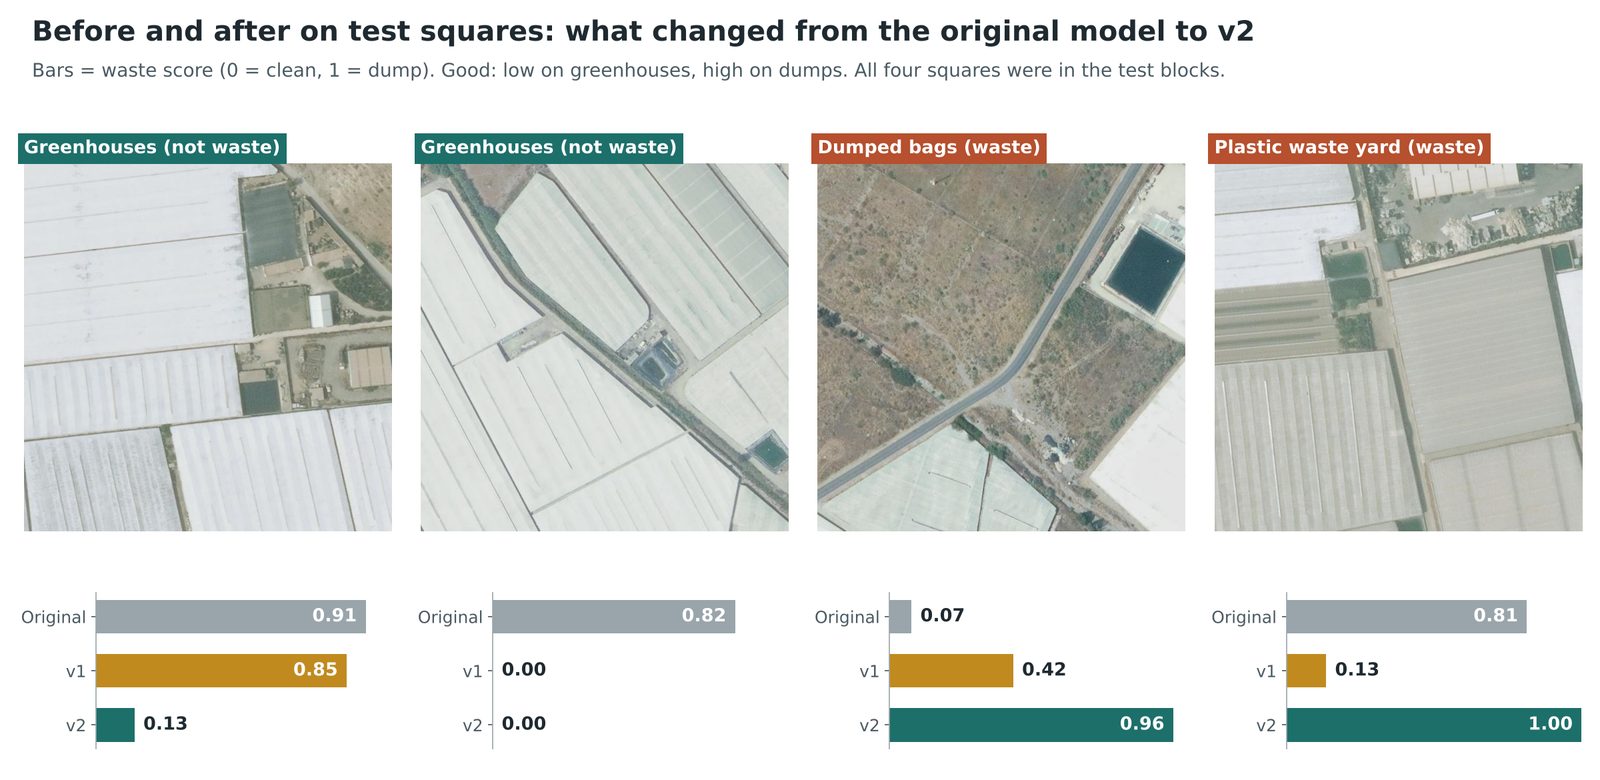 Before and after on test squares: what changed from the original model to v2
Bars = waste score (0 = clean, 1 = dump). Good: low on greenhouses, high on dumps. All four squares were in the test blocks.
Greenhouses (not waste)
Greenhouses (not waste)
Dumped bags (waste)
Plastic waste yard (waste)
Original 0.91
v1 0.85
v2 0.13
Original 0.82
v1 0.00
v2 0.00
Original 0.07
v1 0.42
v2 0.96
Original 0.81
v1 0.13
v2 1.00